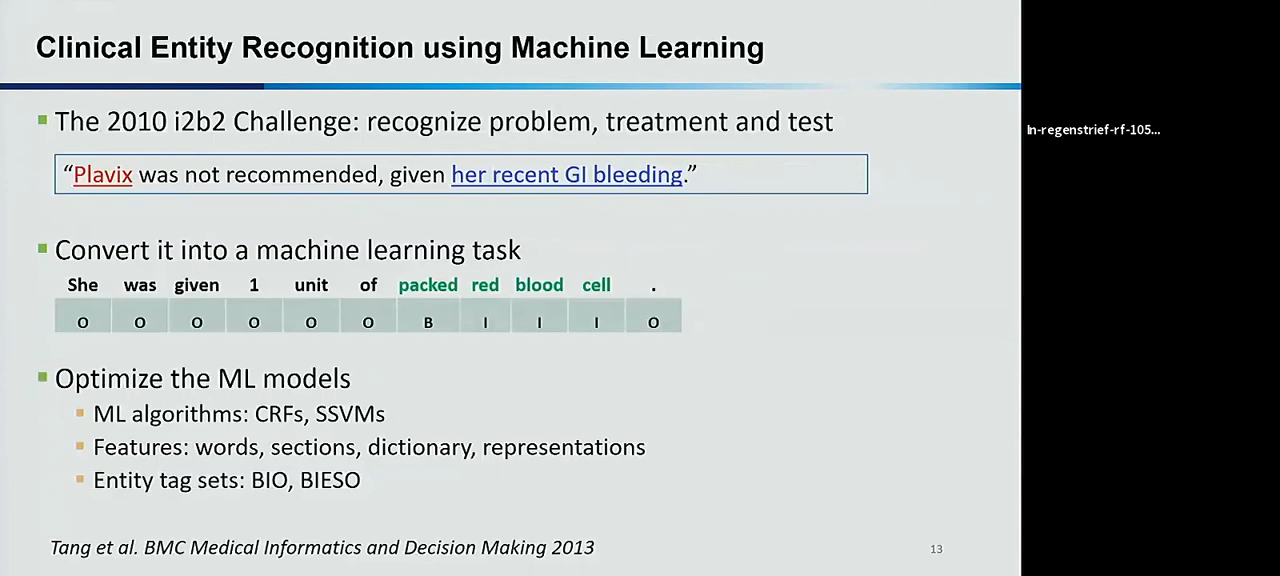 Clinical Entity Recognition using Machine Learning
The 2010 i2b2 Challenge: recognize problem, treatment and test
“Plavix was not recommended, given her recent GI bleeding.”
Convert it into a machine learning task
She was given 1 unit of packed red blood cell .
O O O O O O B I I I O
Optimize the ML models
ML algorithms: CRFs, SSVMs
Features: words, sections, dictionary, representations
Entity tag sets: BIO, BIESO
Tang et al. BMC Medical Informatics and Decision Making 2013
13
In-regenstrief-rf-105...